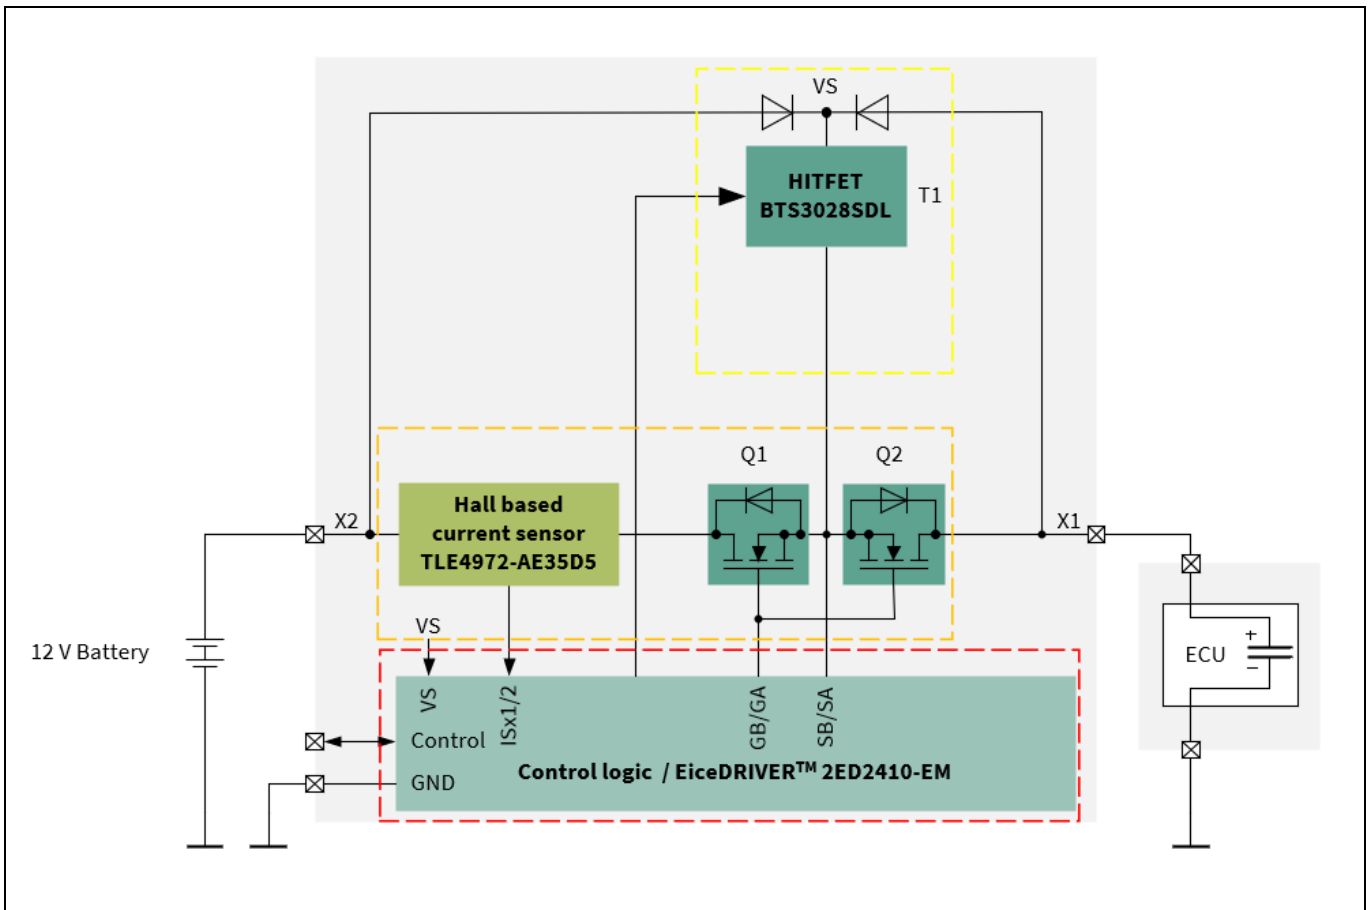 VS
HITFET
BTS3028SDL
T1
Q1
Q2
Hall based
current sensor
TLE4972-AE35D5
X2
X1
VS
12 V Battery
ECU
+
−
VS
ISx1/2
GB/GA
SB/SA
Control
Control logic / EiceDRIVER™ 2ED2410-EM
GND